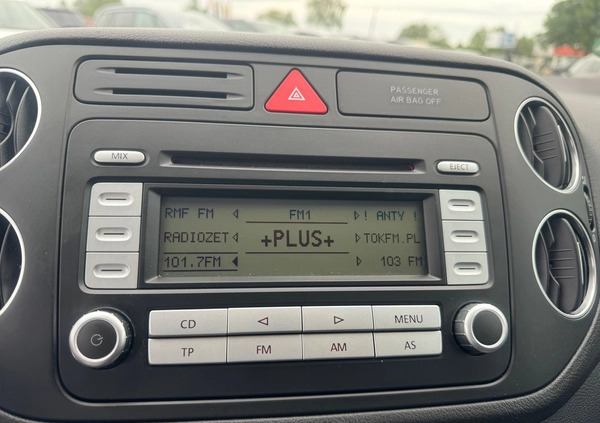 PASSENGER
AIR BAG OFF
MIX
EJECT
RMF FM FM1 ! ANTY !
RADIOZET +PLUS+ TOKFM.PL
101.7FM 103 FM
CD MENU
TP FM AM AS